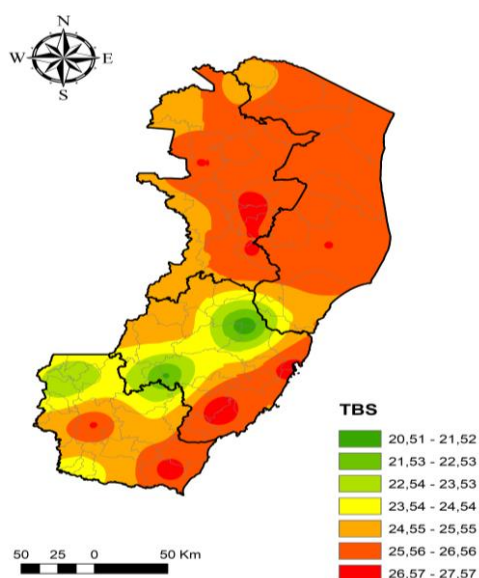 N
W E
S
TBS
20,51 - 21,52
21,53 - 22,53
22,54 - 23,53
23,54 - 24,54
24,55 - 25,55
25,56 - 26,56
26,57 - 27,57
50 25 0 50 Km